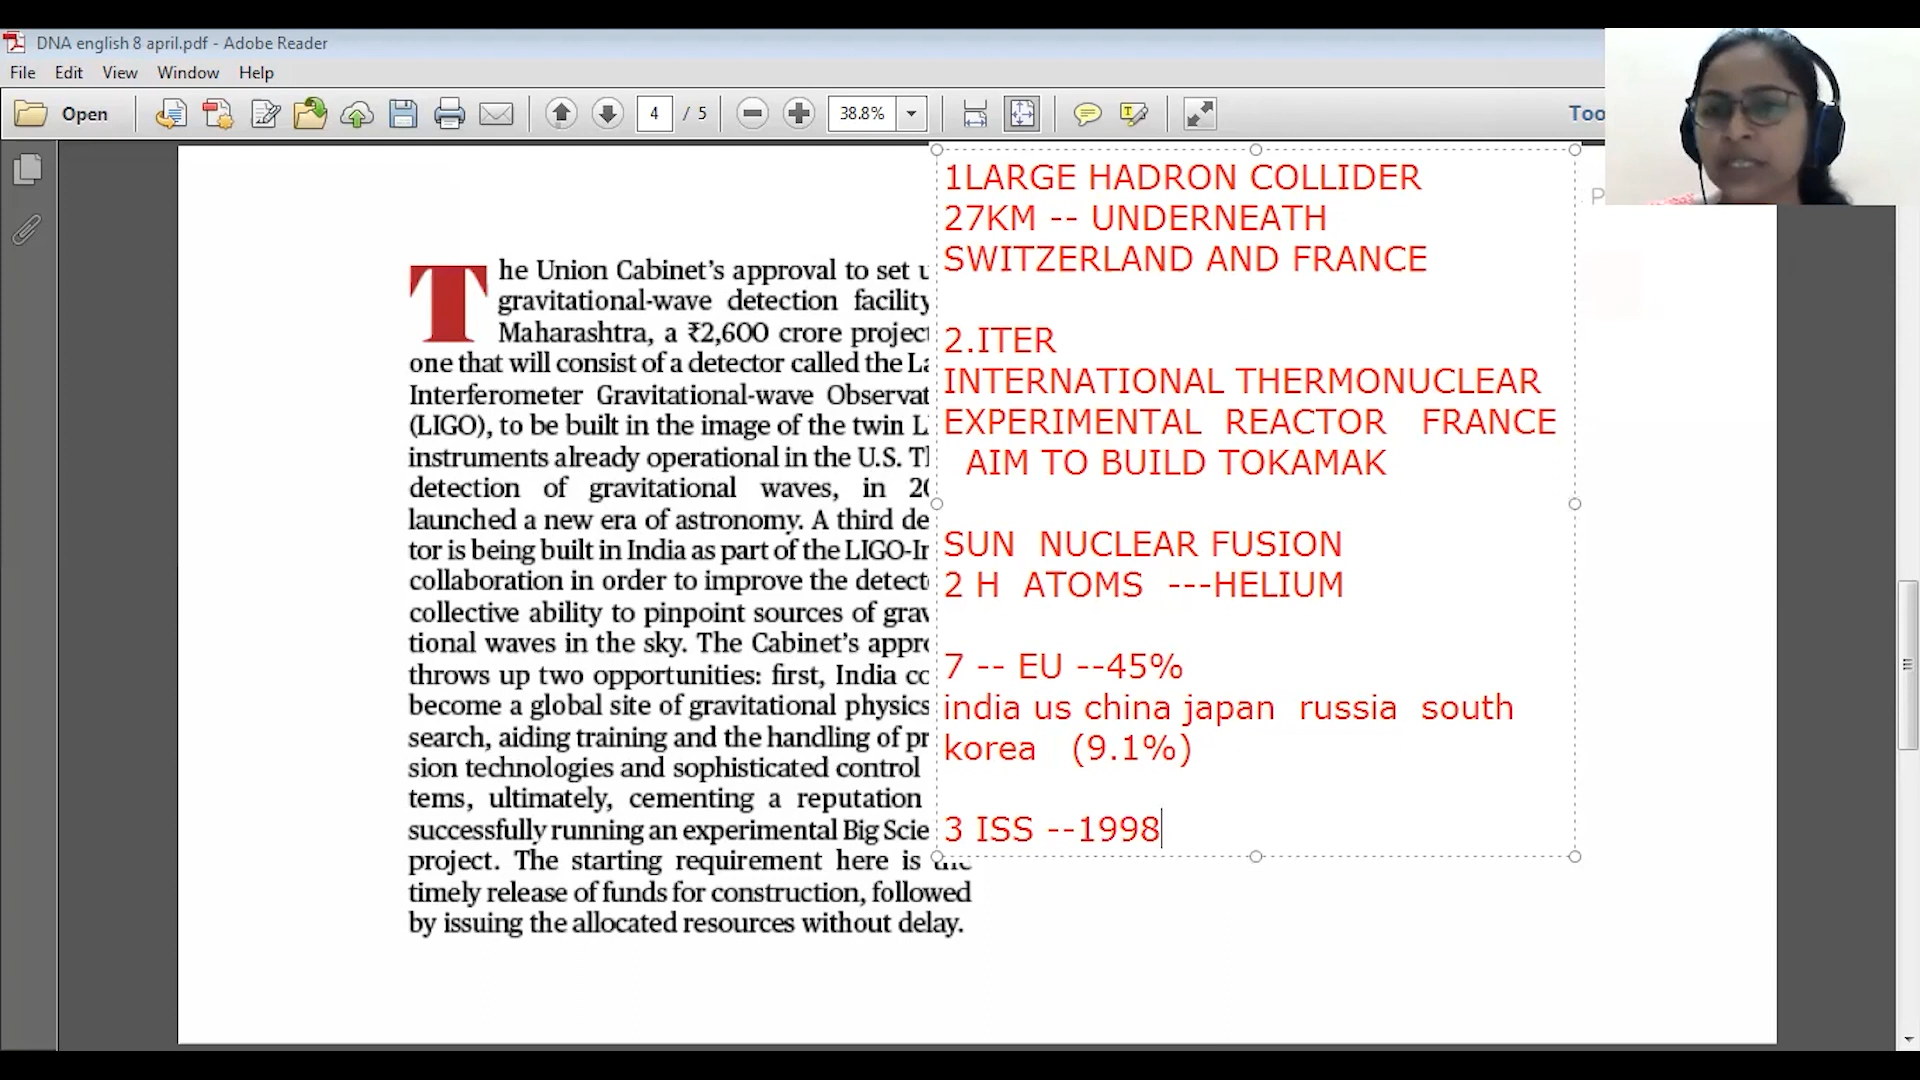 DNA english 8 april.pdf - Adobe Reader
File Edit View Window Help
Open 4 / 5 38.8% Too
1LARGE HADRON COLLIDER
27KM -- UNDERNEATH
SWITZERLAND AND FRANCE
2.ITER
INTERNATIONAL THERMONUCLEAR
EXPERIMENTAL REACTOR FRANCE
AIM TO BUILD TOKAMAK
SUN NUCLEAR FUSION
2 H ATOMS ---HELIUM
7 -- EU --45%
india us china japan russia south
korea (9.1%)
3 ISS --1998
The Union Cabinet's approval to set
gravitational-wave detection facility
Maharashtra, a ₹2,600 crore project
one that will consist of a detector called the
Interferometer Gravitational-wave
(LIGO), to be built in the image of the twin
instruments already operational in the U.S.
detection of gravitational waves, in
launched a new era of astronomy. A third
tor is being built in India as part of the
collaboration in order to improve the
collective ability to pinpoint sources of
tional waves in the sky. The Cabinet's
throws up two opportunities: first, India
become a global site of gravitational physics
search, aiding training and the handling of
sion technologies and sophisticated control
tems, ultimately, cementing a reputation
successfully running an experimental Big
project. The starting requirement here is
timely release of funds for construction, followed
by issuing the allocated resources without delay.